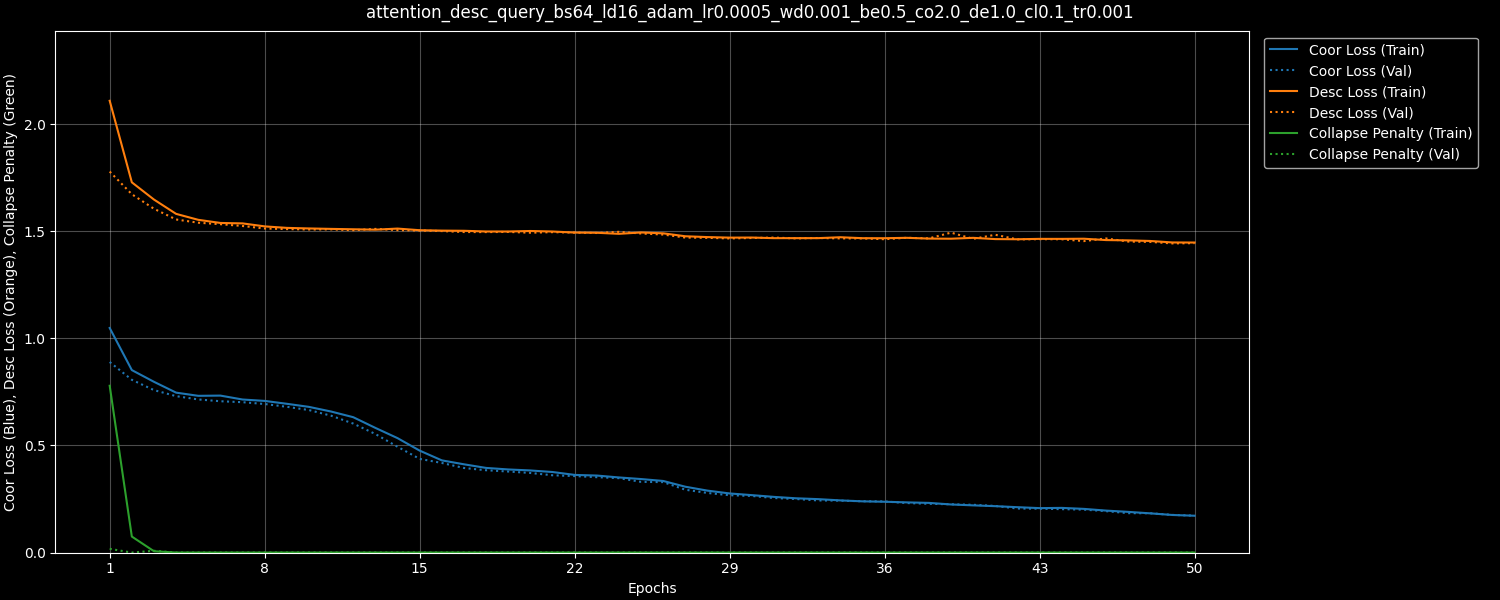 attention_desc_query_bs64_ld16_adam_lr0.0005_wd0.001_be0.5_co2.0_de1.0_cl0.1_tr0.001
Coor Loss (Blue), Desc Loss (Orange), Collapse Penalty (Green)
2.0
1.5
1.0
0.5
0.0
1 8 15 22 29 36 43 50
Epochs
Coor Loss (Train)
Coor Loss (Val)
Desc Loss (Train)
Desc Loss (Val)
Collapse Penalty (Train)
Collapse Penalty (Val)